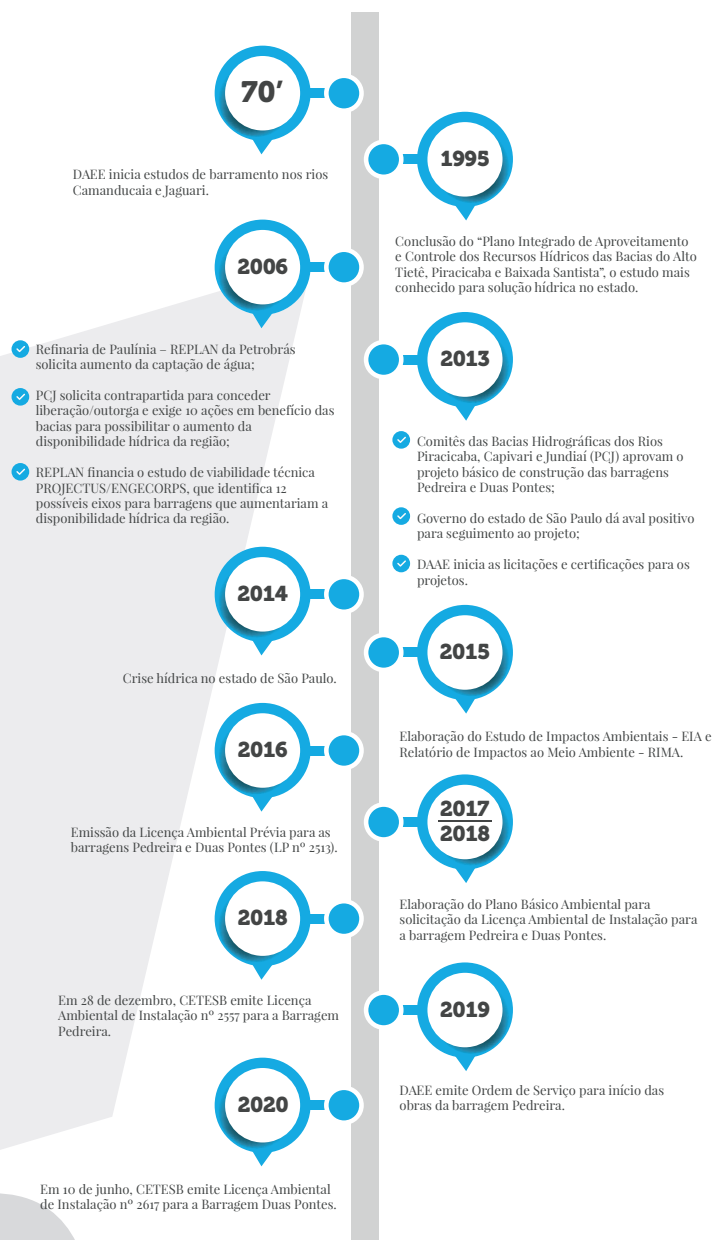 70’
DAEE inicia estudos de barramento nos rios
Camanducaia e Jaguari.
1995
Conclusão do “Plano Integrado de Aproveitamento
e Controle dos Recursos Hídricos das Bacias do Alto
Tietê, Piracicaba e Baixada Santista”, o estudo mais
conhecido para solução hídrica no estado.
2006
Refinaria de Paulínia – REPLAN da Petrobrás
solicita aumento da captação de água;
PCJ solicita contrapartida para conceder
liberação/outorga e exige 10 ações em benefício das
bacias para possibilitar o aumento da
disponibilidade hídrica da região;
REPLAN financia o estudo de viabilidade técnica
PROJECTUS/ENGECORPS, que identifica 12
possíveis eixos para barragens que aumentariam a
disponibilidade hídrica da região.
2013
Comitês das Bacias Hidrográficas dos Rios
Piracicaba, Capivari e Jundiaí (PCJ) aprovam o
projeto básico de construção das barragens
Pedreira e Duas Pontes;
Governo do estado de São Paulo dá aval positivo
para seguimento ao projeto;
DAAE inicia as licitações e certificações para os
projetos.
2014
Crise hídrica no estado de São Paulo.
2015
Elaboração do Estudo de Impactos Ambientais - EIA e
Relatório de Impactos ao Meio Ambiente - RIMA.
2016
Emissão da Licença Ambiental Prévia para as
barragens Pedreira e Duas Pontes (LP nº 2513).
2017
2018
Elaboração do Plano Básico Ambiental para
solicitação da Licença Ambiental de Instalação para
a barragem Pedreira e Duas Pontes.
2018
Em 28 de dezembro, CETESB emite Licença
Ambiental de Instalação nº 2557 para a Barragem
Pedreira.
2019
DAEE emite Ordem de Serviço para início das
obras da barragem Pedreira.
2020
Em 10 de junho, CETESB emite Licença Ambiental
de Instalação nº 2617 para a Barragem Duas Pontes.